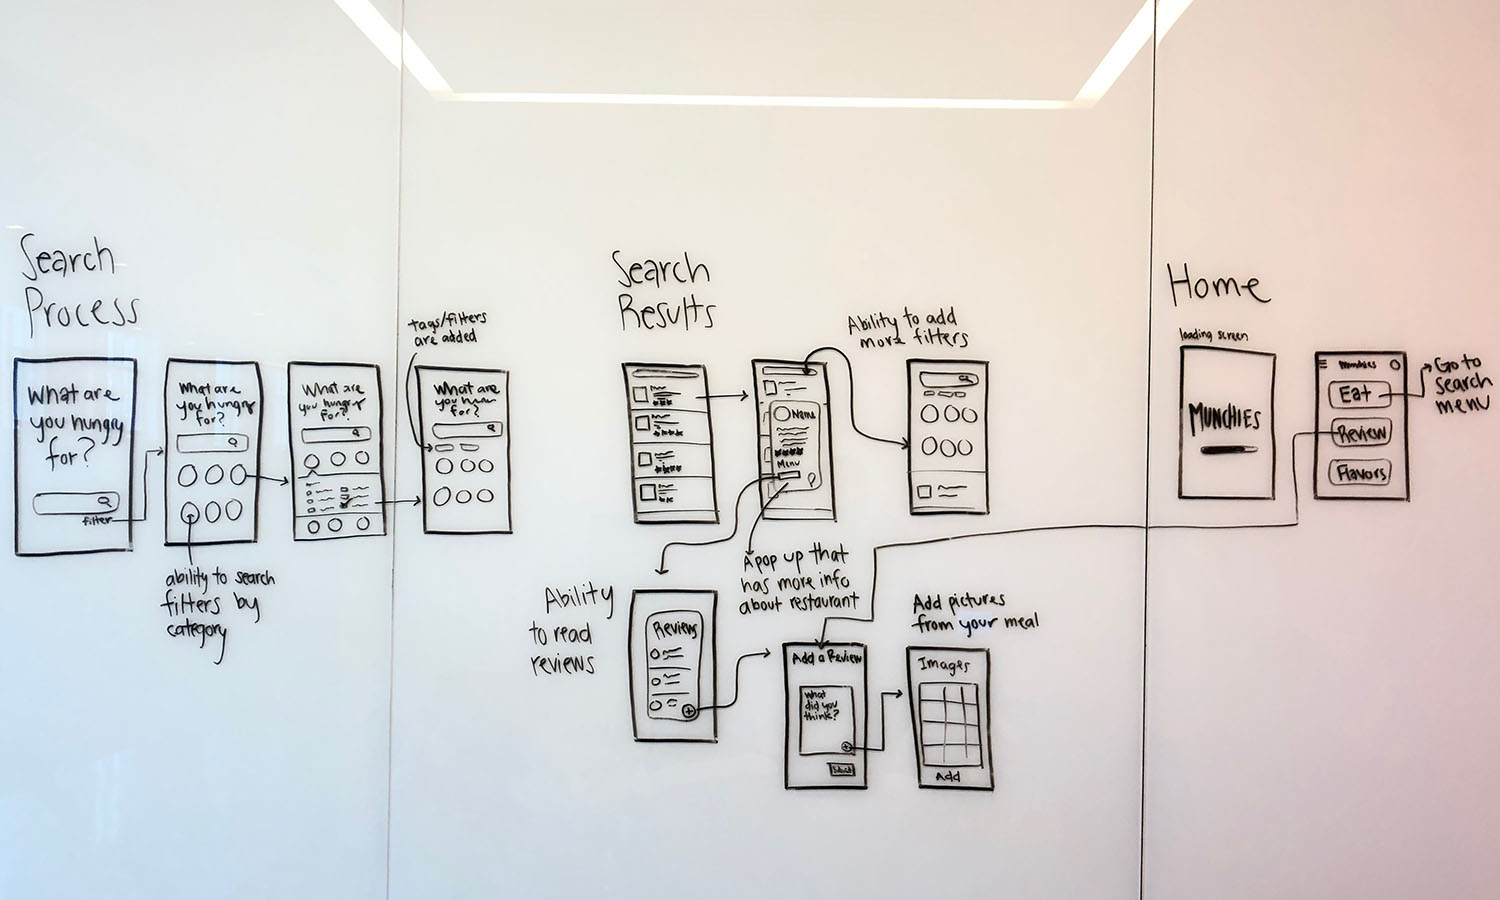 Search
Process
What are
you hungry
for?
filter
What are
you hungry
for?
ability to search
filters by
category
What are
you hungry
for?
tags/filters
are added
What are
you
for?
Search
Results
Name
Menu
Ability to add
more filters
A pop up that
has more info
about restaurant
Ability
to read
reviews
Reviews
Add a Review
What
did you
think?
Add pictures
from your meal
Images
Add
Home
loading screen
MUNCHIES
Munchies
Eat
Review
Flavors
Go to
search
menu